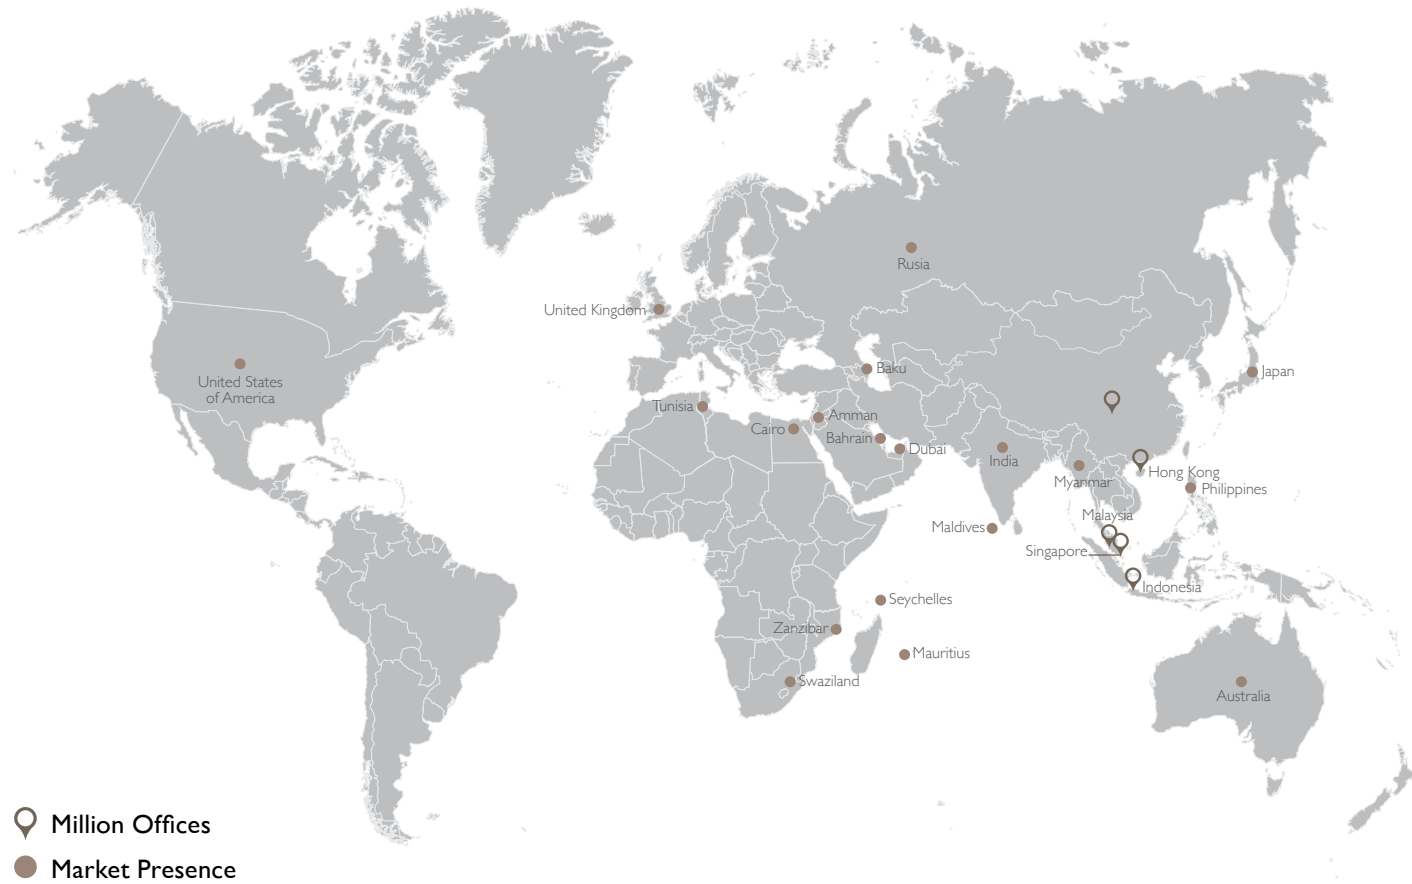 Rusia
United Kingdom
United States
of America
Baku
Japan
Tunisia
Amman
Cairo
Bahrain
Dubai
India
Hong Kong
Myanmar
Philippines
Malaysia
Maldives
Singapore
Indonesia
Seychelles
Zanzibar
Mauritius
Swaziland
Australia
Million Offices
Market Presence